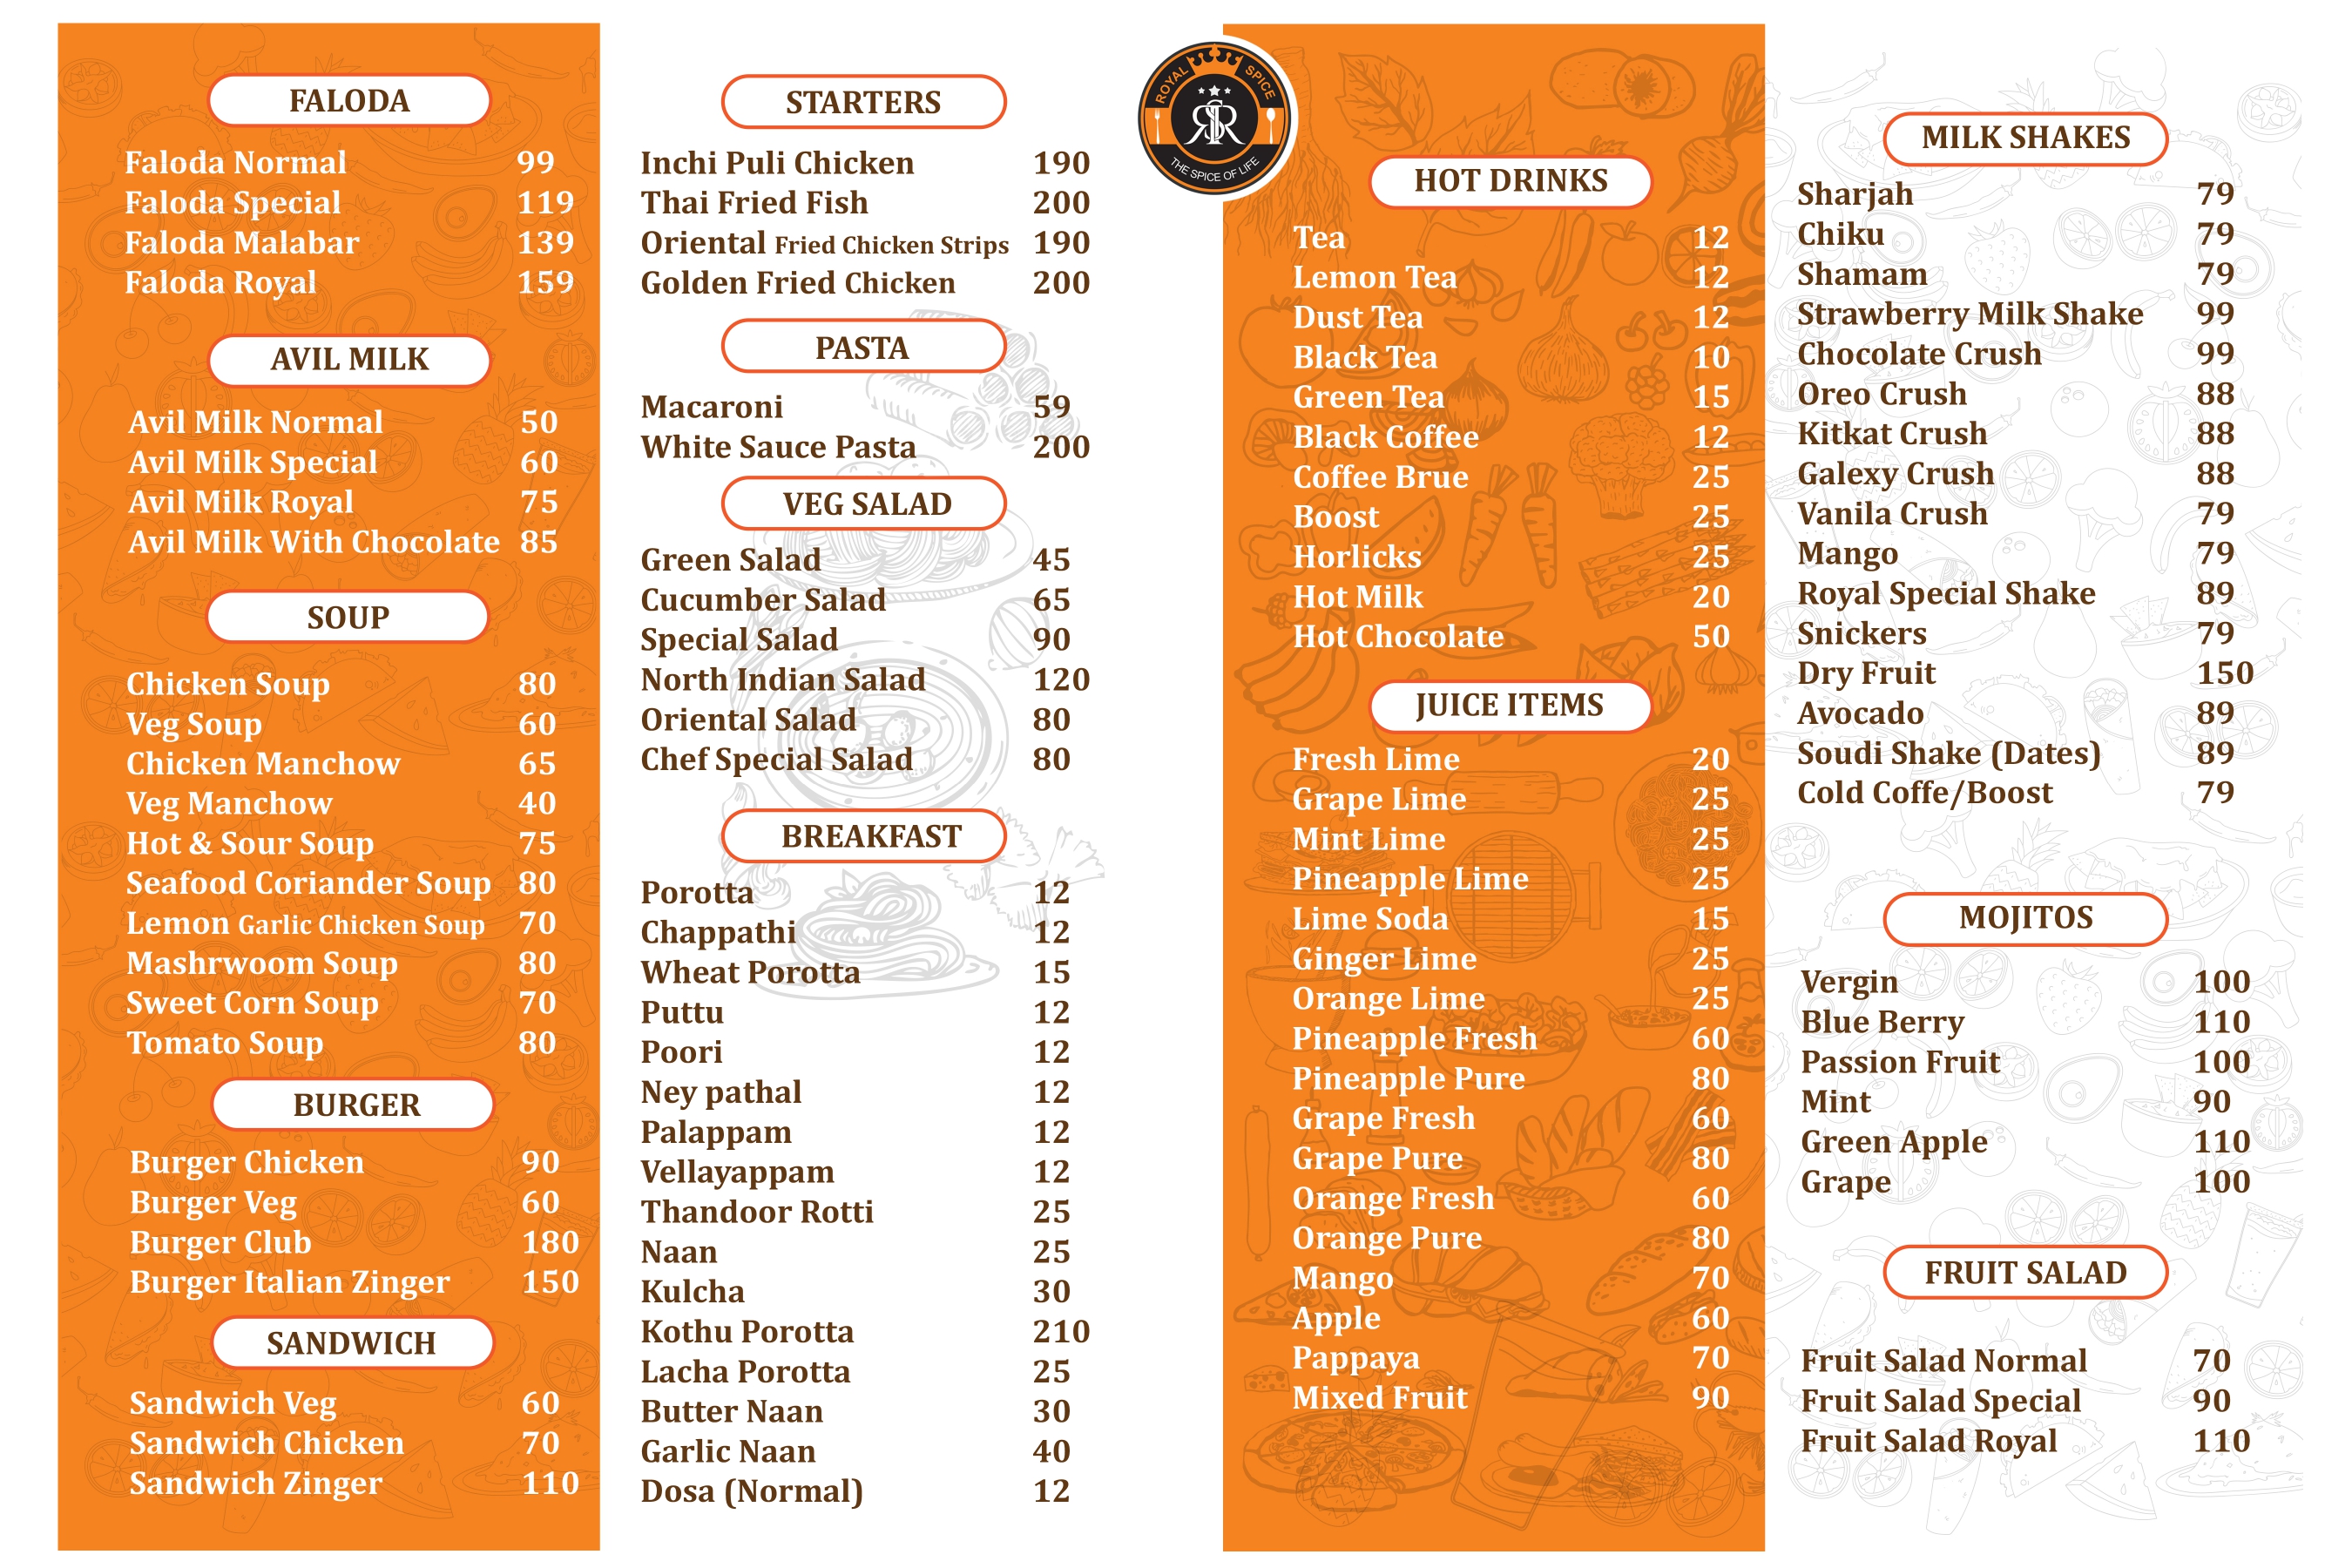 FALODA
Faloda Normal 99
Faloda Special 119
Faloda Malabar 139
Faloda Royal 159
AVIL MILK
Avil Milk Normal 50
Avil Milk Special 60
Avil Milk Royal 75
Avil Milk With Chocolate 85
SOUP
Chicken Soup 80
Veg Soup 60
Chicken Manchow 65
Veg Manchow 40
Hot & Sour Soup 75
Seafood Coriander Soup 80
Lemon Garlic Chicken Soup 70
Mashrwoom Soup 80
Sweet Corn Soup 70
Tomato Soup 80
BURGER
Burger Chicken 90
Burger Veg 60
Burger Club 180
Burger Italian Zinger 150
SANDWICH
Sandwich Veg 60
Sandwich Chicken 70
Sandwich Zinger 110
STARTERS
Inchi Puli Chicken 190
Thai Fried Fish 200
Oriental Fried Chicken Strips 190
Golden Fried Chicken 200
PASTA
Macaroni 59
White Sauce Pasta 200
VEG SALAD
Green Salad 45
Cucumber Salad 65
Special Salad 90
North Indian Salad 120
Oriental Salad 80
Chef Special Salad 80
BREAKFAST
Porotta 12
Chappathi 12
Wheat Porotta 15
Puttu 12
Poori 12
Ney pathal 12
Palappam 12
Vellayappam 12
Thandoor Rotti 25
Naan 25
Kulcha 30
Kothu Porotta 210
Lacha Porotta 25
Butter Naan 30
Garlic Naan 40
Dosa (Normal) 12
ROYAL SPICE
RSR
THE SPICE OF LIFE
HOT DRINKS
Tea 12
Lemon Tea 12
Dust Tea 12
Black Tea 10
Green Tea 15
Black Coffee 12
Coffee Brue 25
Boost 25
Horlicks 25
Hot Milk 20
Hot Chocolate 50
JUICE ITEMS
Fresh Lime 20
Grape Lime 25
Mint Lime 25
Pineapple Lime 25
Lime Soda 15
Ginger Lime 25
Orange Lime 25
Pineapple Fresh 60
Pineapple Pure 80
Grape Fresh 60
Grape Pure 80
Orange Fresh 60
Orange Pure 80
Mango 70
Apple 60
Pappaya 70
Mixed Fruit 90
MILK SHAKES
Sharjah 79
Chiku 79
Shamam 79
Strawberry Milk Shake 99
Chocolate Crush 99
Oreo Crush 88
Kitkat Crush 88
Galexy Crush 88
Vanila Crush 79
Mango 79
Royal Special Shake 89
Snickers 79
Dry Fruit 150
Avocado 89
Soudi Shake (Dates) 89
Cold Coffe/Boost 79
MOJITOS
Vergin 100
Blue Berry 110
Passion Fruit 100
Mint 90
Green Apple 110
Grape 100
FRUIT SALAD
Fruit Salad Normal 70
Fruit Salad Special 90
Fruit Salad Royal 110